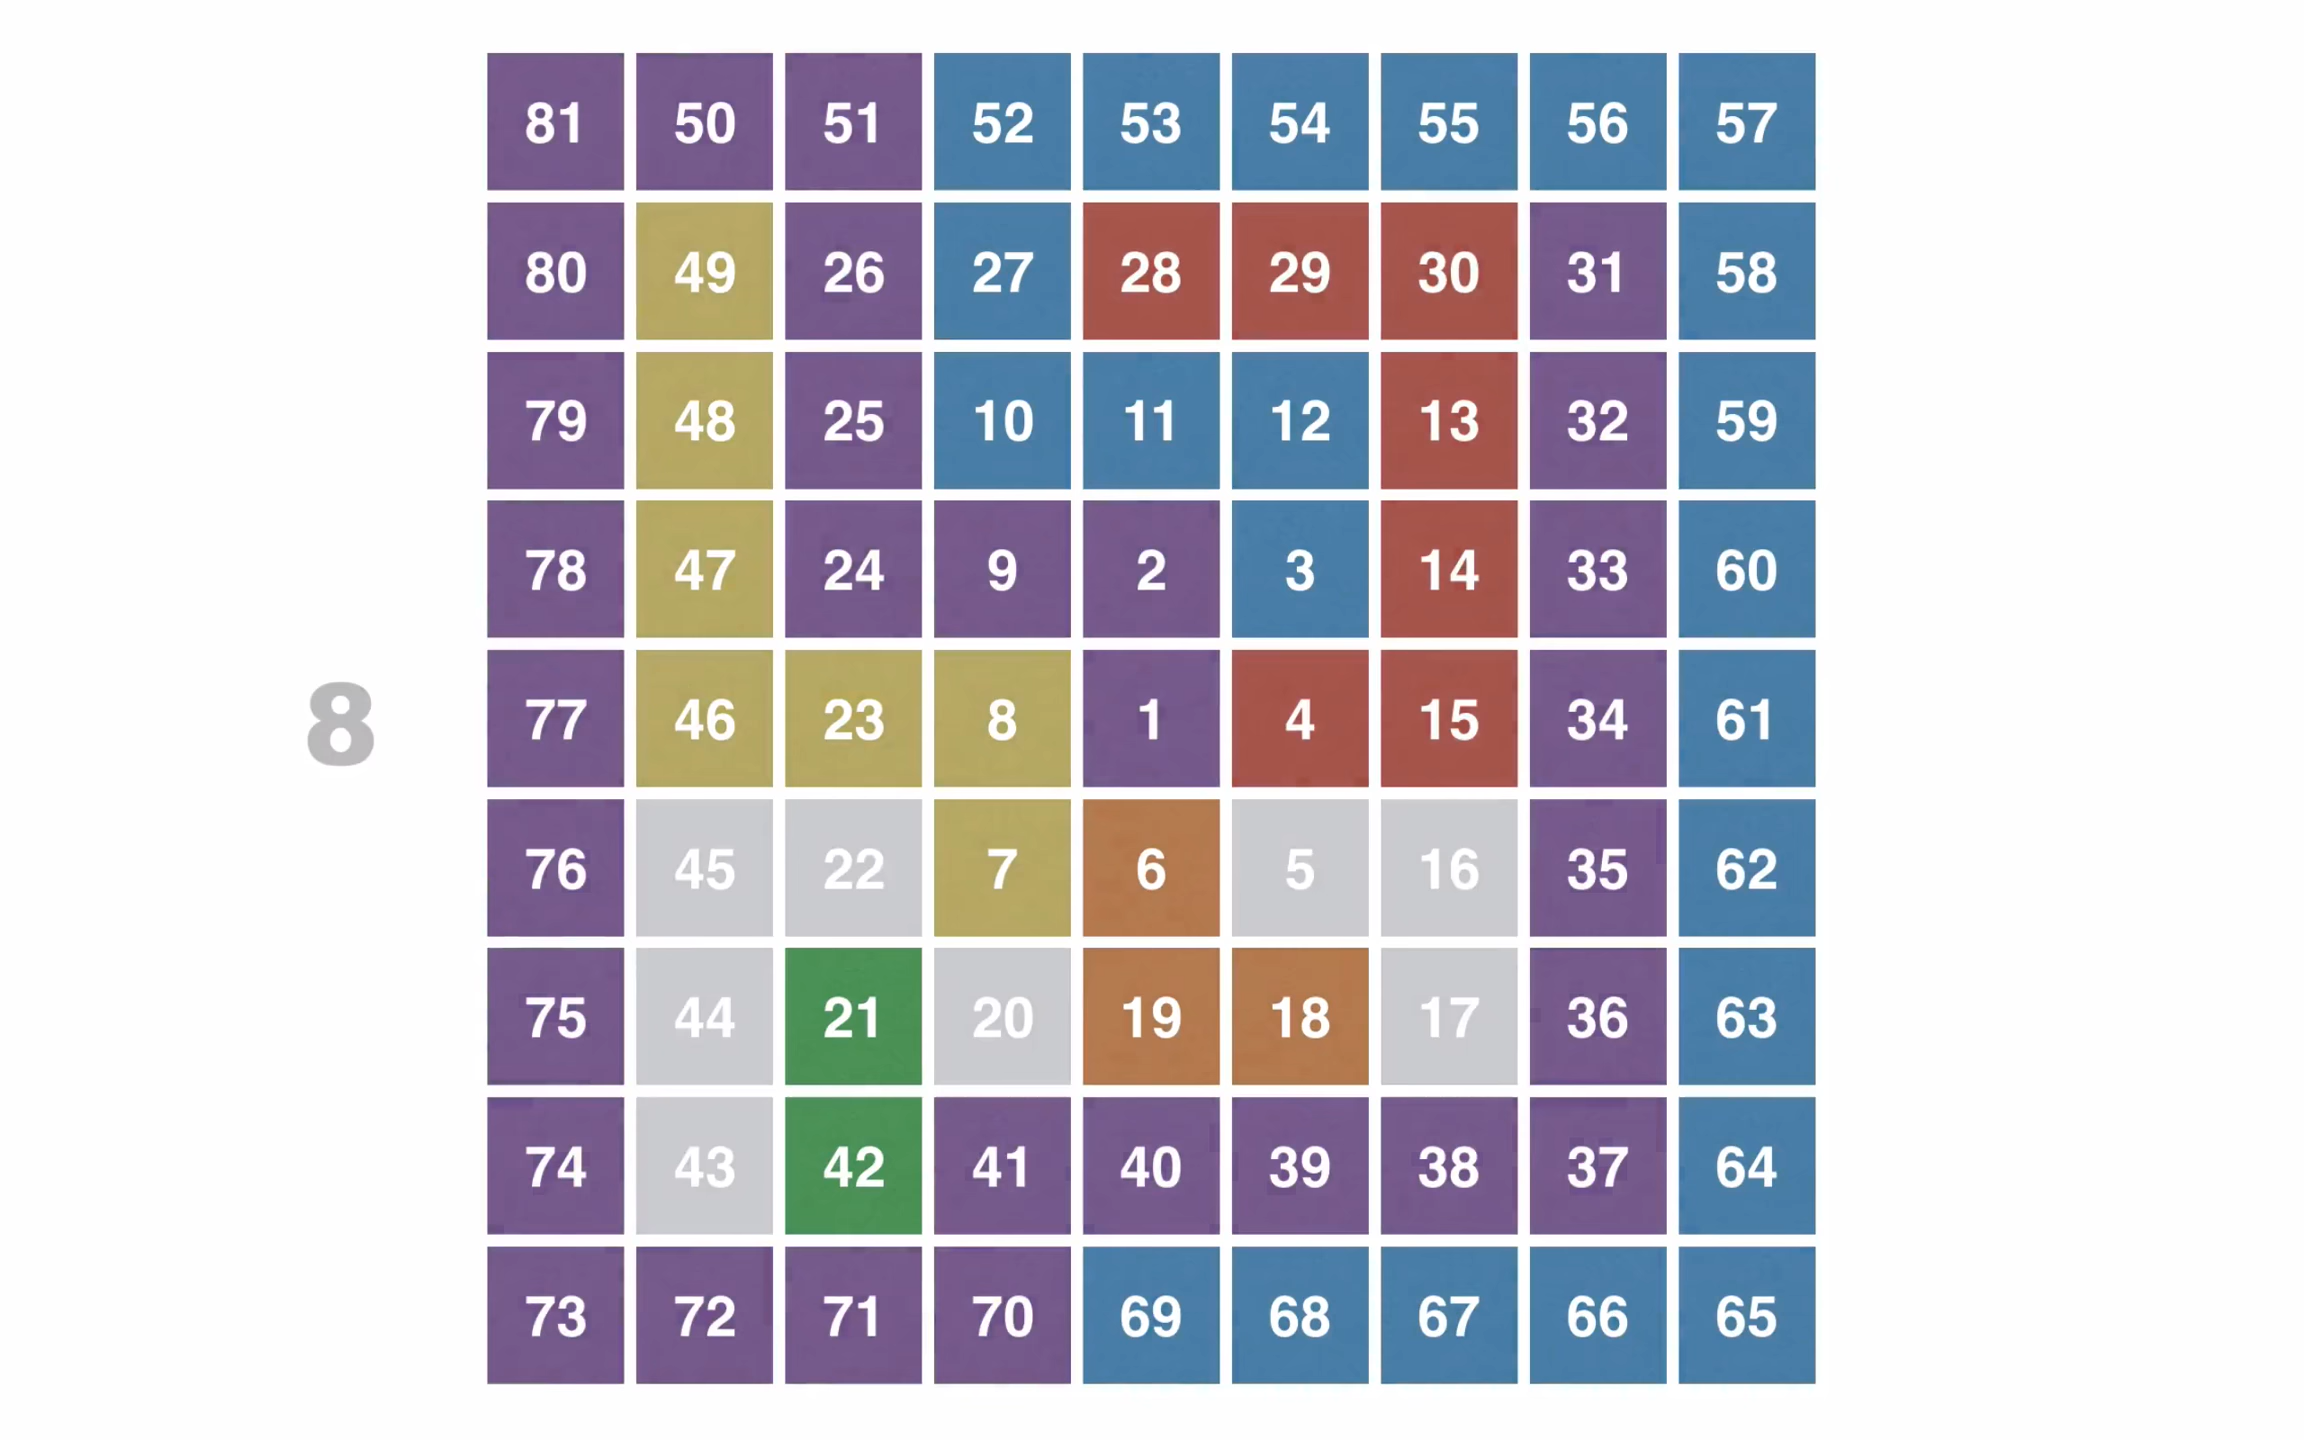 81 50 51 52 53 54 55 56 57
80 49 26 27 28 29 30 31 58
79 48 25 10 11 12 13 32 59
78 47 24 9 2 3 14 33 60
8
77 46 23 8 1 4 15 34 61
76 45 22 7 6 5 16 35 62
75 44 21 20 19 18 17 36 63
74 43 42 41 40 39 38 37 64
73 72 71 70 69 68 67 66 65